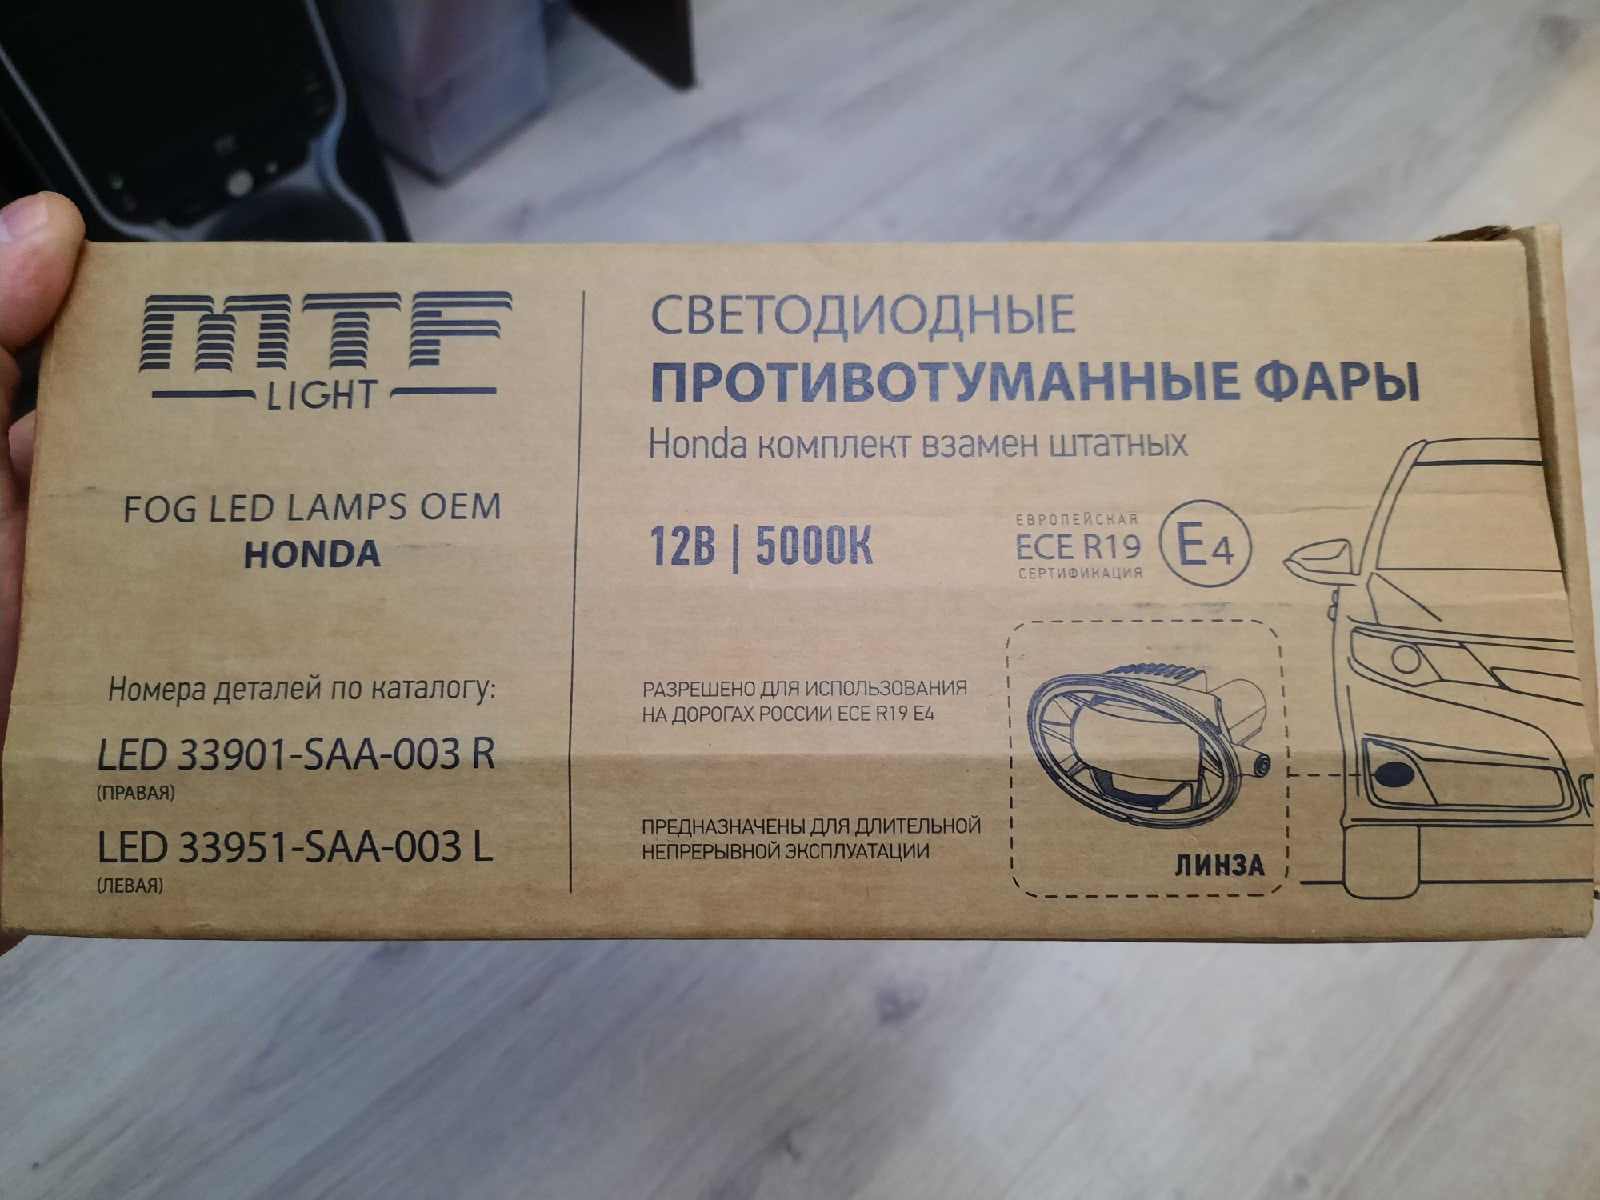 MTF
LIGHT
FOG LED LAMPS OEM
HONDA
Номера деталей по каталогу:
LED 33901-SAA-003 R
(ПРАВАЯ)
LED 33951-SAA-003 L
(ЛЕВАЯ)
СВЕТОДИОДНЫЕ
ПРОТИВОТУМАННЫЕ ФАРЫ
Honda комплект взамен штатных
12В | 5000К
ЕВРОПЕЙСКАЯ
ECE R19
СЕРТИФИКАЦИЯ
E4
РАЗРЕШЕНО ДЛЯ ИСПОЛЬЗОВАНИЯ
НА ДОРОГАХ РОССИИ ECE R19 E4
ПРЕДНАЗНАЧЕНЫ ДЛЯ ДЛИТЕЛЬНОЙ
НЕПРЕРЫВНОЙ ЭКСПЛУАТАЦИИ
ЛИНЗА